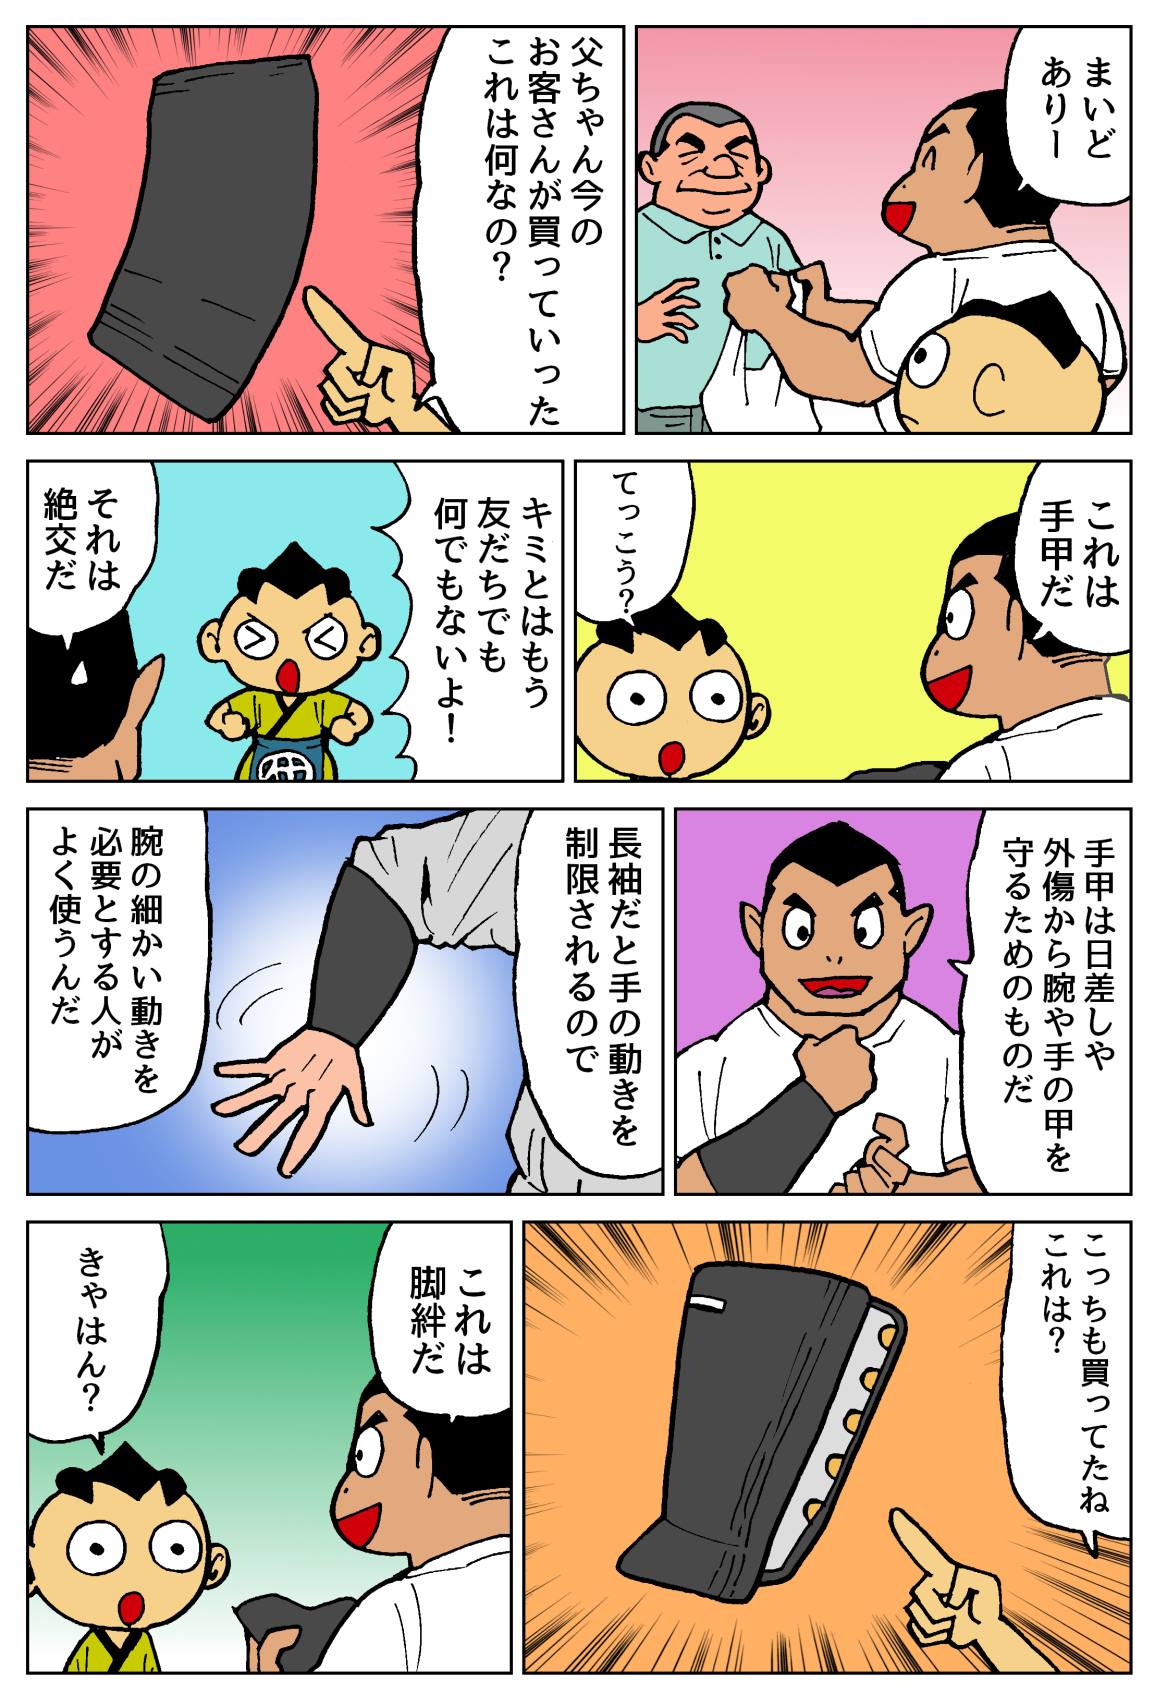 まいど
ありー
父ちゃん今の
お客さんが買っていった
これは何なの？
これは
手甲だ
てっこう？
キミとはもう
友だちでも
何でもないよ！
それは
絶交だ
手甲は日差しや
外傷から腕や手の甲を
守るためのものだ
長袖だと手の動きを
制限されるので
腕の細かい動きを
必要とする人が
よく使うんだ
こっちも買ってたね
これは？
これは
脚絆だ
きゃはん？